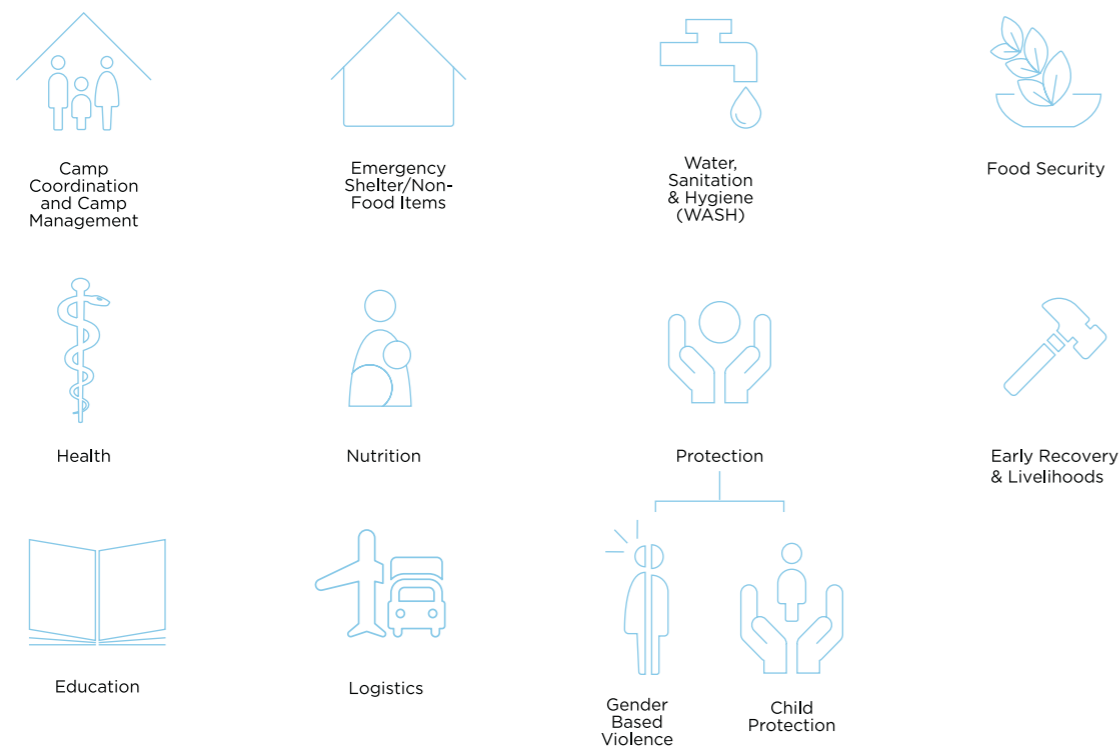 Camp
Coordination
and Camp
Management
Emergency
Shelter/Non-
Food Items
Water,
Sanitation
& Hygiene
(WASH)
Food Security
Health
Nutrition
Protection
Early Recovery
& Livelihoods
Education
Logistics
Gender
Based
Violence
Child
Protection